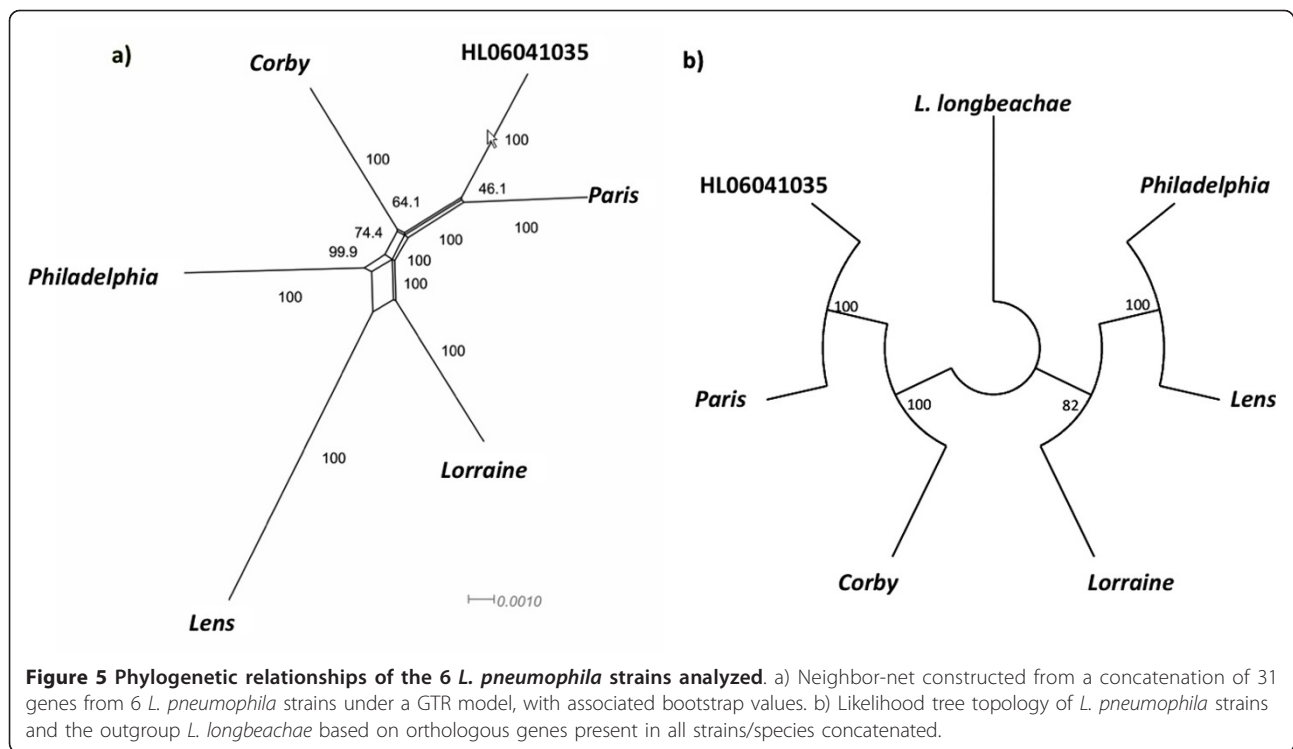 a)
Corby
HL06041035
100
100
64.1
46.1
Paris
74.4
100
100
99.9
100
Philadelphia
100
100
100
100
Lorraine
Lens
0.0010
b)
L. longbeachae
HL06041035
Philadelphia
100
100
Paris
100
82
Lens
Corby
Lorraine
Figure 5 Phylogenetic relationships of the 6 L. pneumophila strains analyzed. a) Neighbor-net constructed from a concatenation of 31
genes from 6 L. pneumophila strains under a GTR model, with associated bootstrap values. b) Likelihood tree topology of L. pneumophila strains
and the outgroup L. longbeachae based on orthologous genes present in all strains/species concatenated.